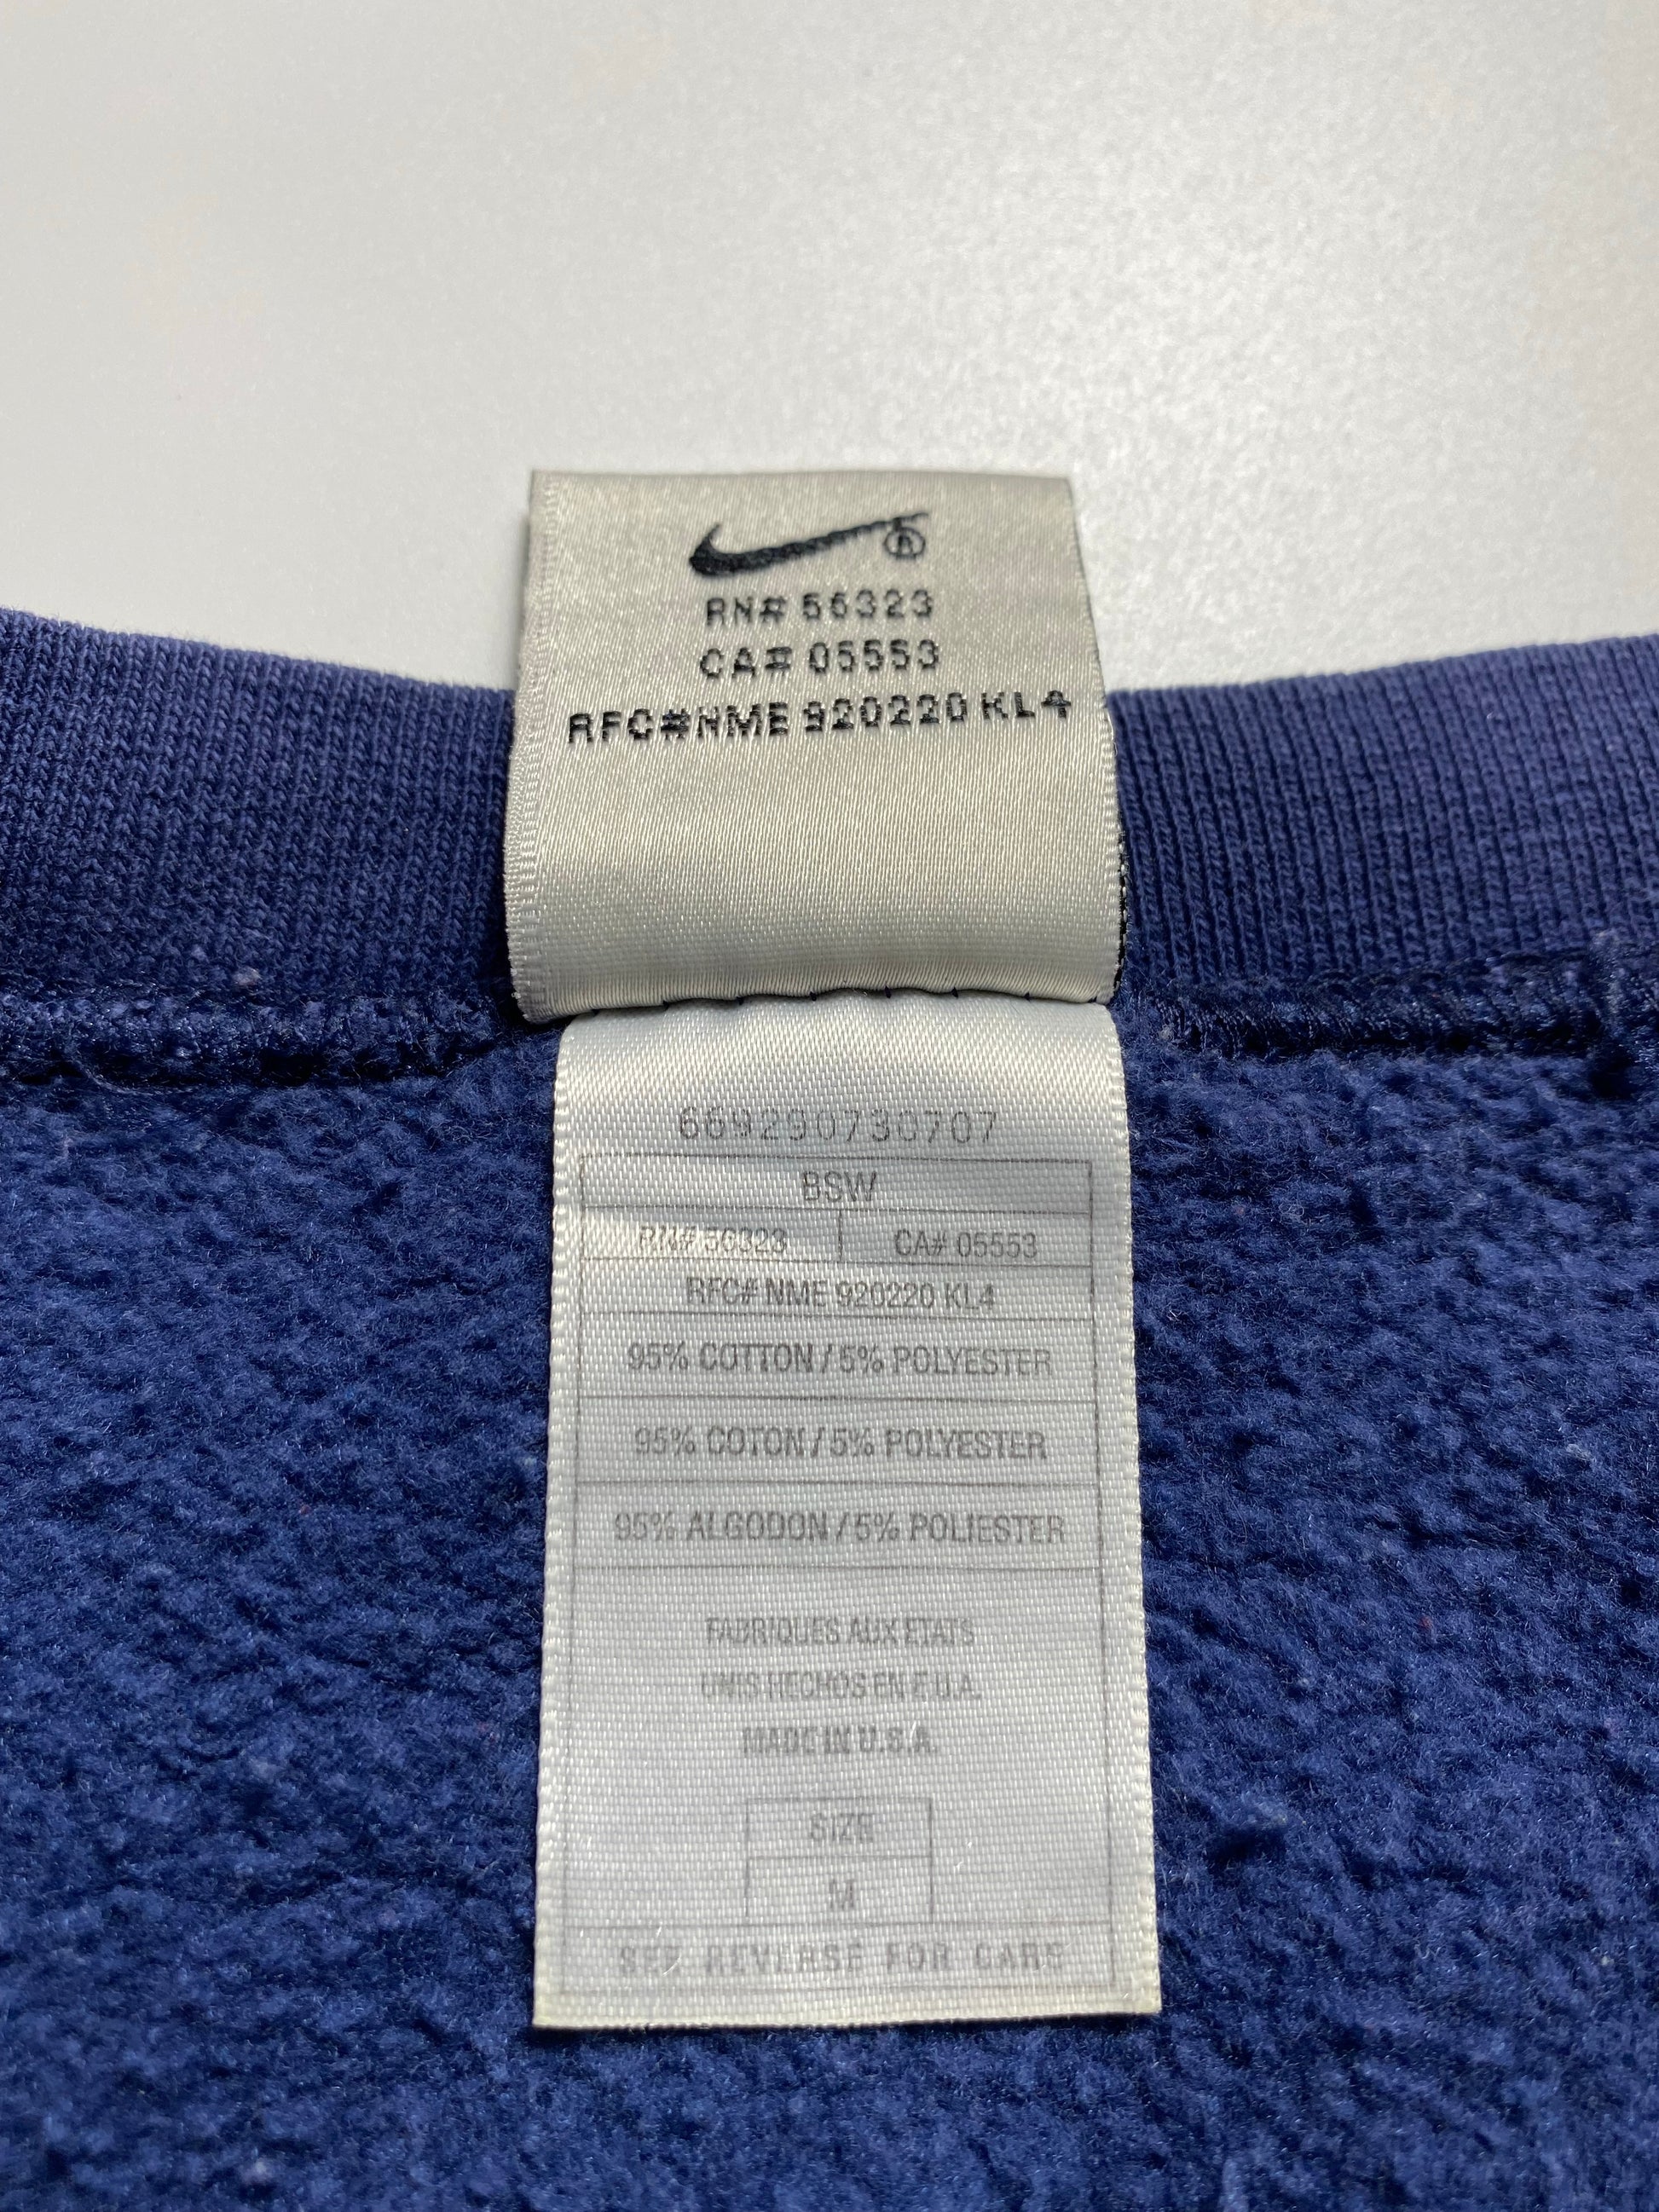 RN# 56323
CA# 05553
RFC#NME 920220 KL4
669290730707
BSW
RN# 56323 CA# 05553
RFC# NME 920220 KL4
95% COTTON / 5% POLYESTER
95% COTON / 5% POLYESTER
95% ALGODON / 5% POLIESTER
FABRIQUES AUX ETATS
UNIS HECHOS EN E.U.A.
MADE IN U.S.A.
SIZE
M
SEE REVERSE FOR CARE